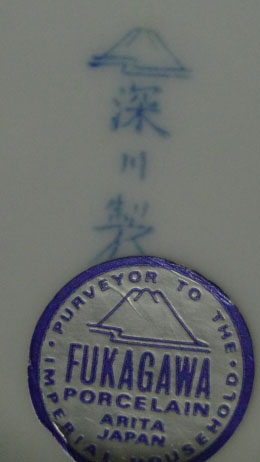 深川製
PURVEYOR TO THE
IMPERIAL HOUSEHOLD
FUKAGAWA
PORCELAIN
ARITA
JAPAN